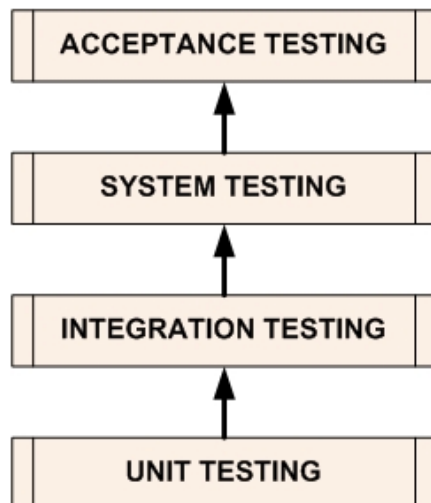 ACCEPTANCE TESTING
SYSTEM TESTING
INTEGRATION TESTING
UNIT TESTING